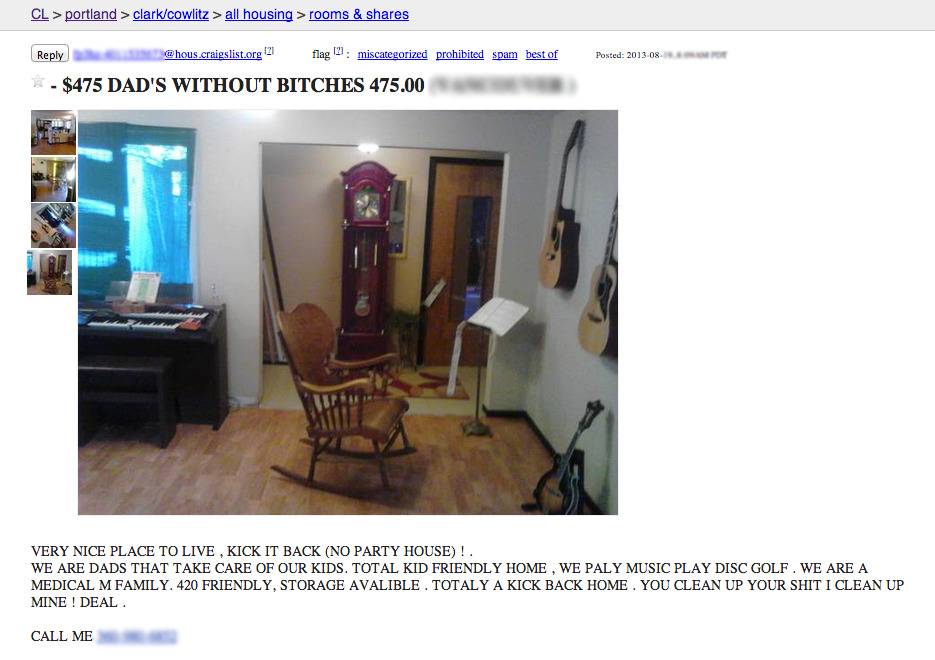 CL > portland > clark/cowlitz > all housing > rooms & shares
Reply @hous.craigslist.org [?] flag [?] : miscategorized prohibited spam best of Posted: 2013-08-
- $475 DAD'S WITHOUT BITCHES 475.00
VERY NICE PLACE TO LIVE , KICK IT BACK (NO PARTY HOUSE) ! .
WE ARE DADS THAT TAKE CARE OF OUR KIDS. TOTAL KID FRIENDLY HOME , WE PALY MUSIC PLAY DISC GOLF . WE ARE A
MEDICAL M FAMILY. 420 FRIENDLY, STORAGE AVALIBLE . TOTALY A KICK BACK HOME . YOU CLEAN UP YOUR SHIT I CLEAN UP
MINE ! DEAL .
CALL ME